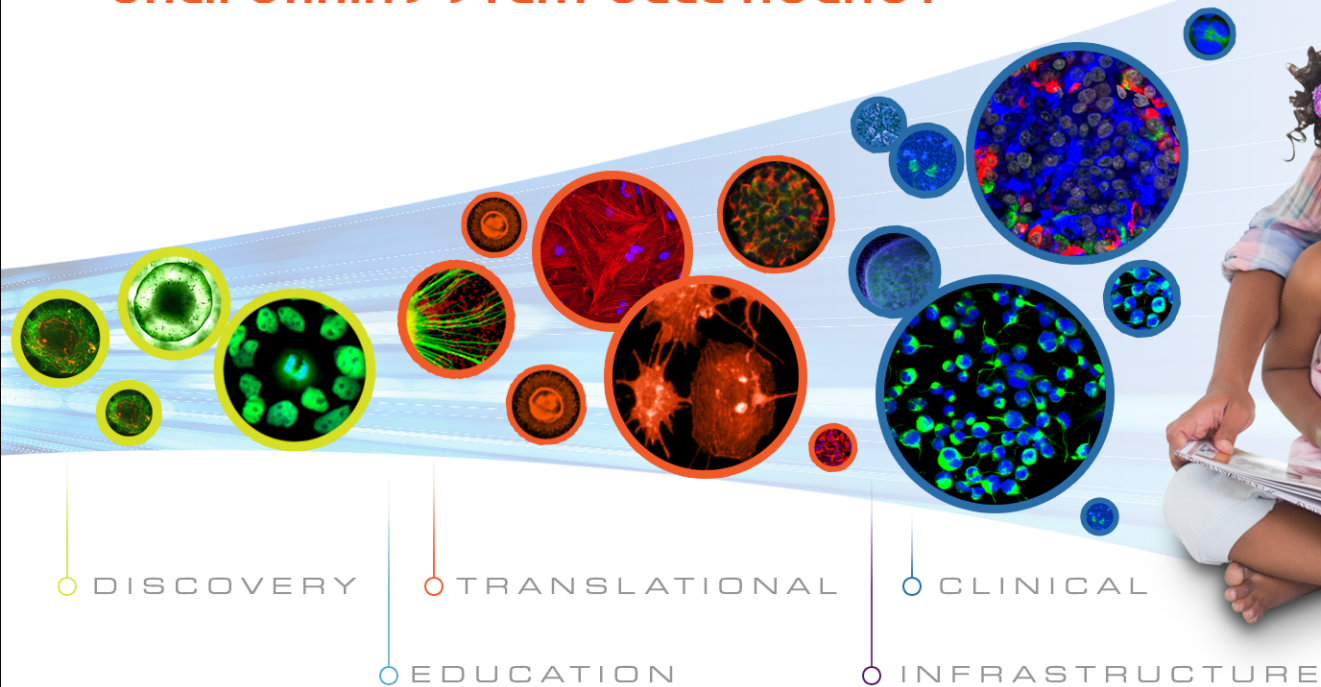 DISCOVERY
TRANSLATIONAL
CLINICAL
EDUCATION
INFRASTRUCTURE